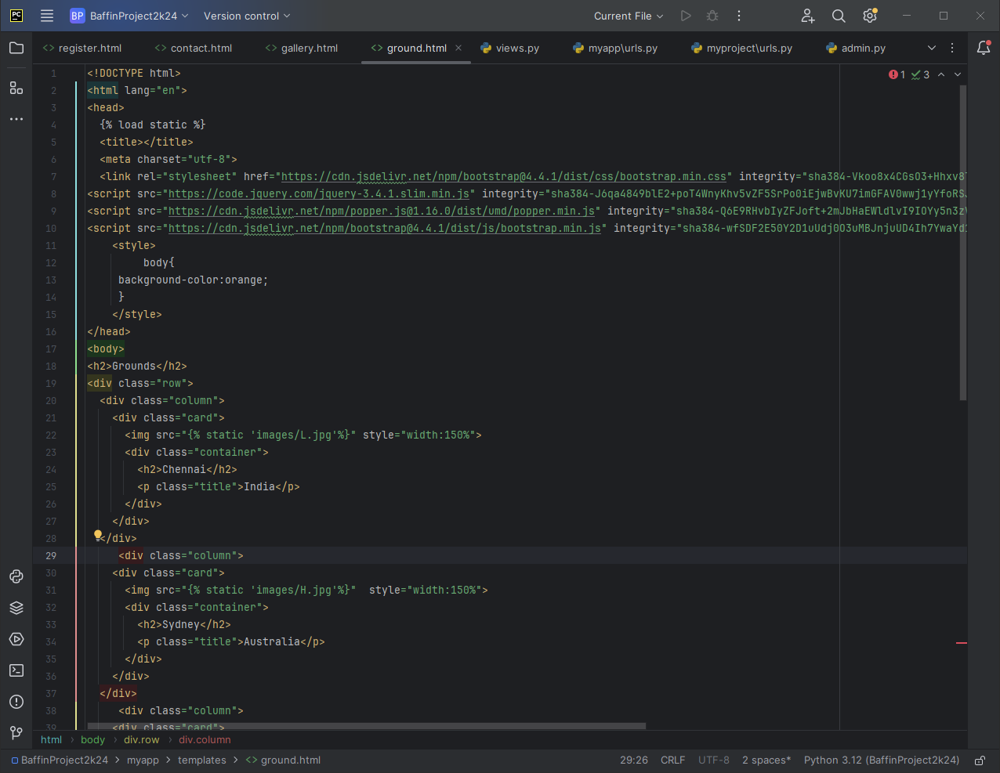 PC
BP BaffinProject2k24 Version control Current File
register.html contact.html gallery.html ground.html views.py myapp\urls.py myproject\urls.py admin.py
1 3
1 <!DOCTYPE html>
2 <html lang="en">
3 <head>
4 {% load static %}
5 <title></title>
6 <meta charset="utf-8">
7 <link rel="stylesheet" href="https://cdn.jsdelivr.net/npm/bootstrap@4.4.1/dist/css/bootstrap.min.css" integrity="sha384-Vkoo8x4CGsO3+Hhxv8T
8 <script src="https://code.jquery.com/jquery-3.4.1.slim.min.js" integrity="sha384-J6qa4849blE2+poT4WnyKhv5vZF5SrPo0iEjwBvKU7imGFAV0wwj1yYfoRSJ
9 <script src="https://cdn.jsdelivr.net/npm/popper.js@1.16.0/dist/umd/popper.min.js" integrity="sha384-Q6E9RHvbIyZFJoft+2mJbHaEWldlvI9IOYy5n3zV
10 <script src="https://cdn.jsdelivr.net/npm/bootstrap@4.4.1/dist/js/bootstrap.min.js" integrity="sha384-wfSDF2E50Y2D1uUdj0O3uMBJnjuUD4Ih7YwaYd1
11 <style>
12 body{
13 background-color:orange;
14 }
15 </style>
16 </head>
17 <body>
18 <h2>Grounds</h2>
19 <div class="row">
20 <div class="column">
21 <div class="card">
22 <img src="{% static 'images/L.jpg'%}" style="width:150%">
23 <div class="container">
24 <h2>Chennai</h2>
25 <p class="title">India</p>
26 </div>
27 </div>
28 </div>
29 <div class="column">
30 <div class="card">
31 <img src="{% static 'images/H.jpg'%}"  style="width:150%">
32 <div class="container">
33 <h2>Sydney</h2>
34 <p class="title">Australia</p>
35 </div>
36 </div>
37 </div>
38 <div class="column">
39 <div class="card">
html body div.row div.column
BaffinProject2k24 myapp templates ground.html 29:26 CRLF UTF-8 2 spaces* Python 3.12 (BaffinProject2k24)